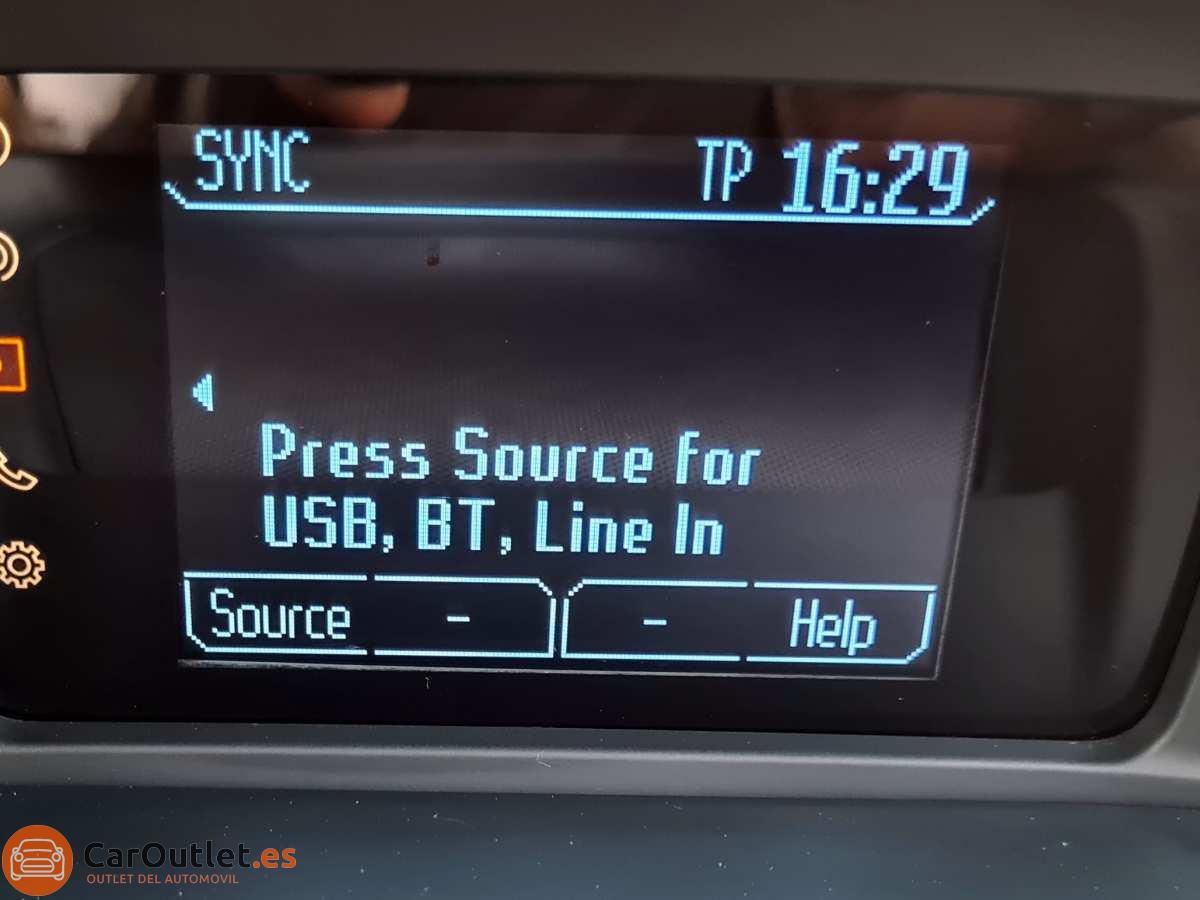 SYNC TP 16:29
Press Source for
USB, BT, Line In
Source - - Help
CarOutlet.es
OUTLET DEL AUTOMOVIL